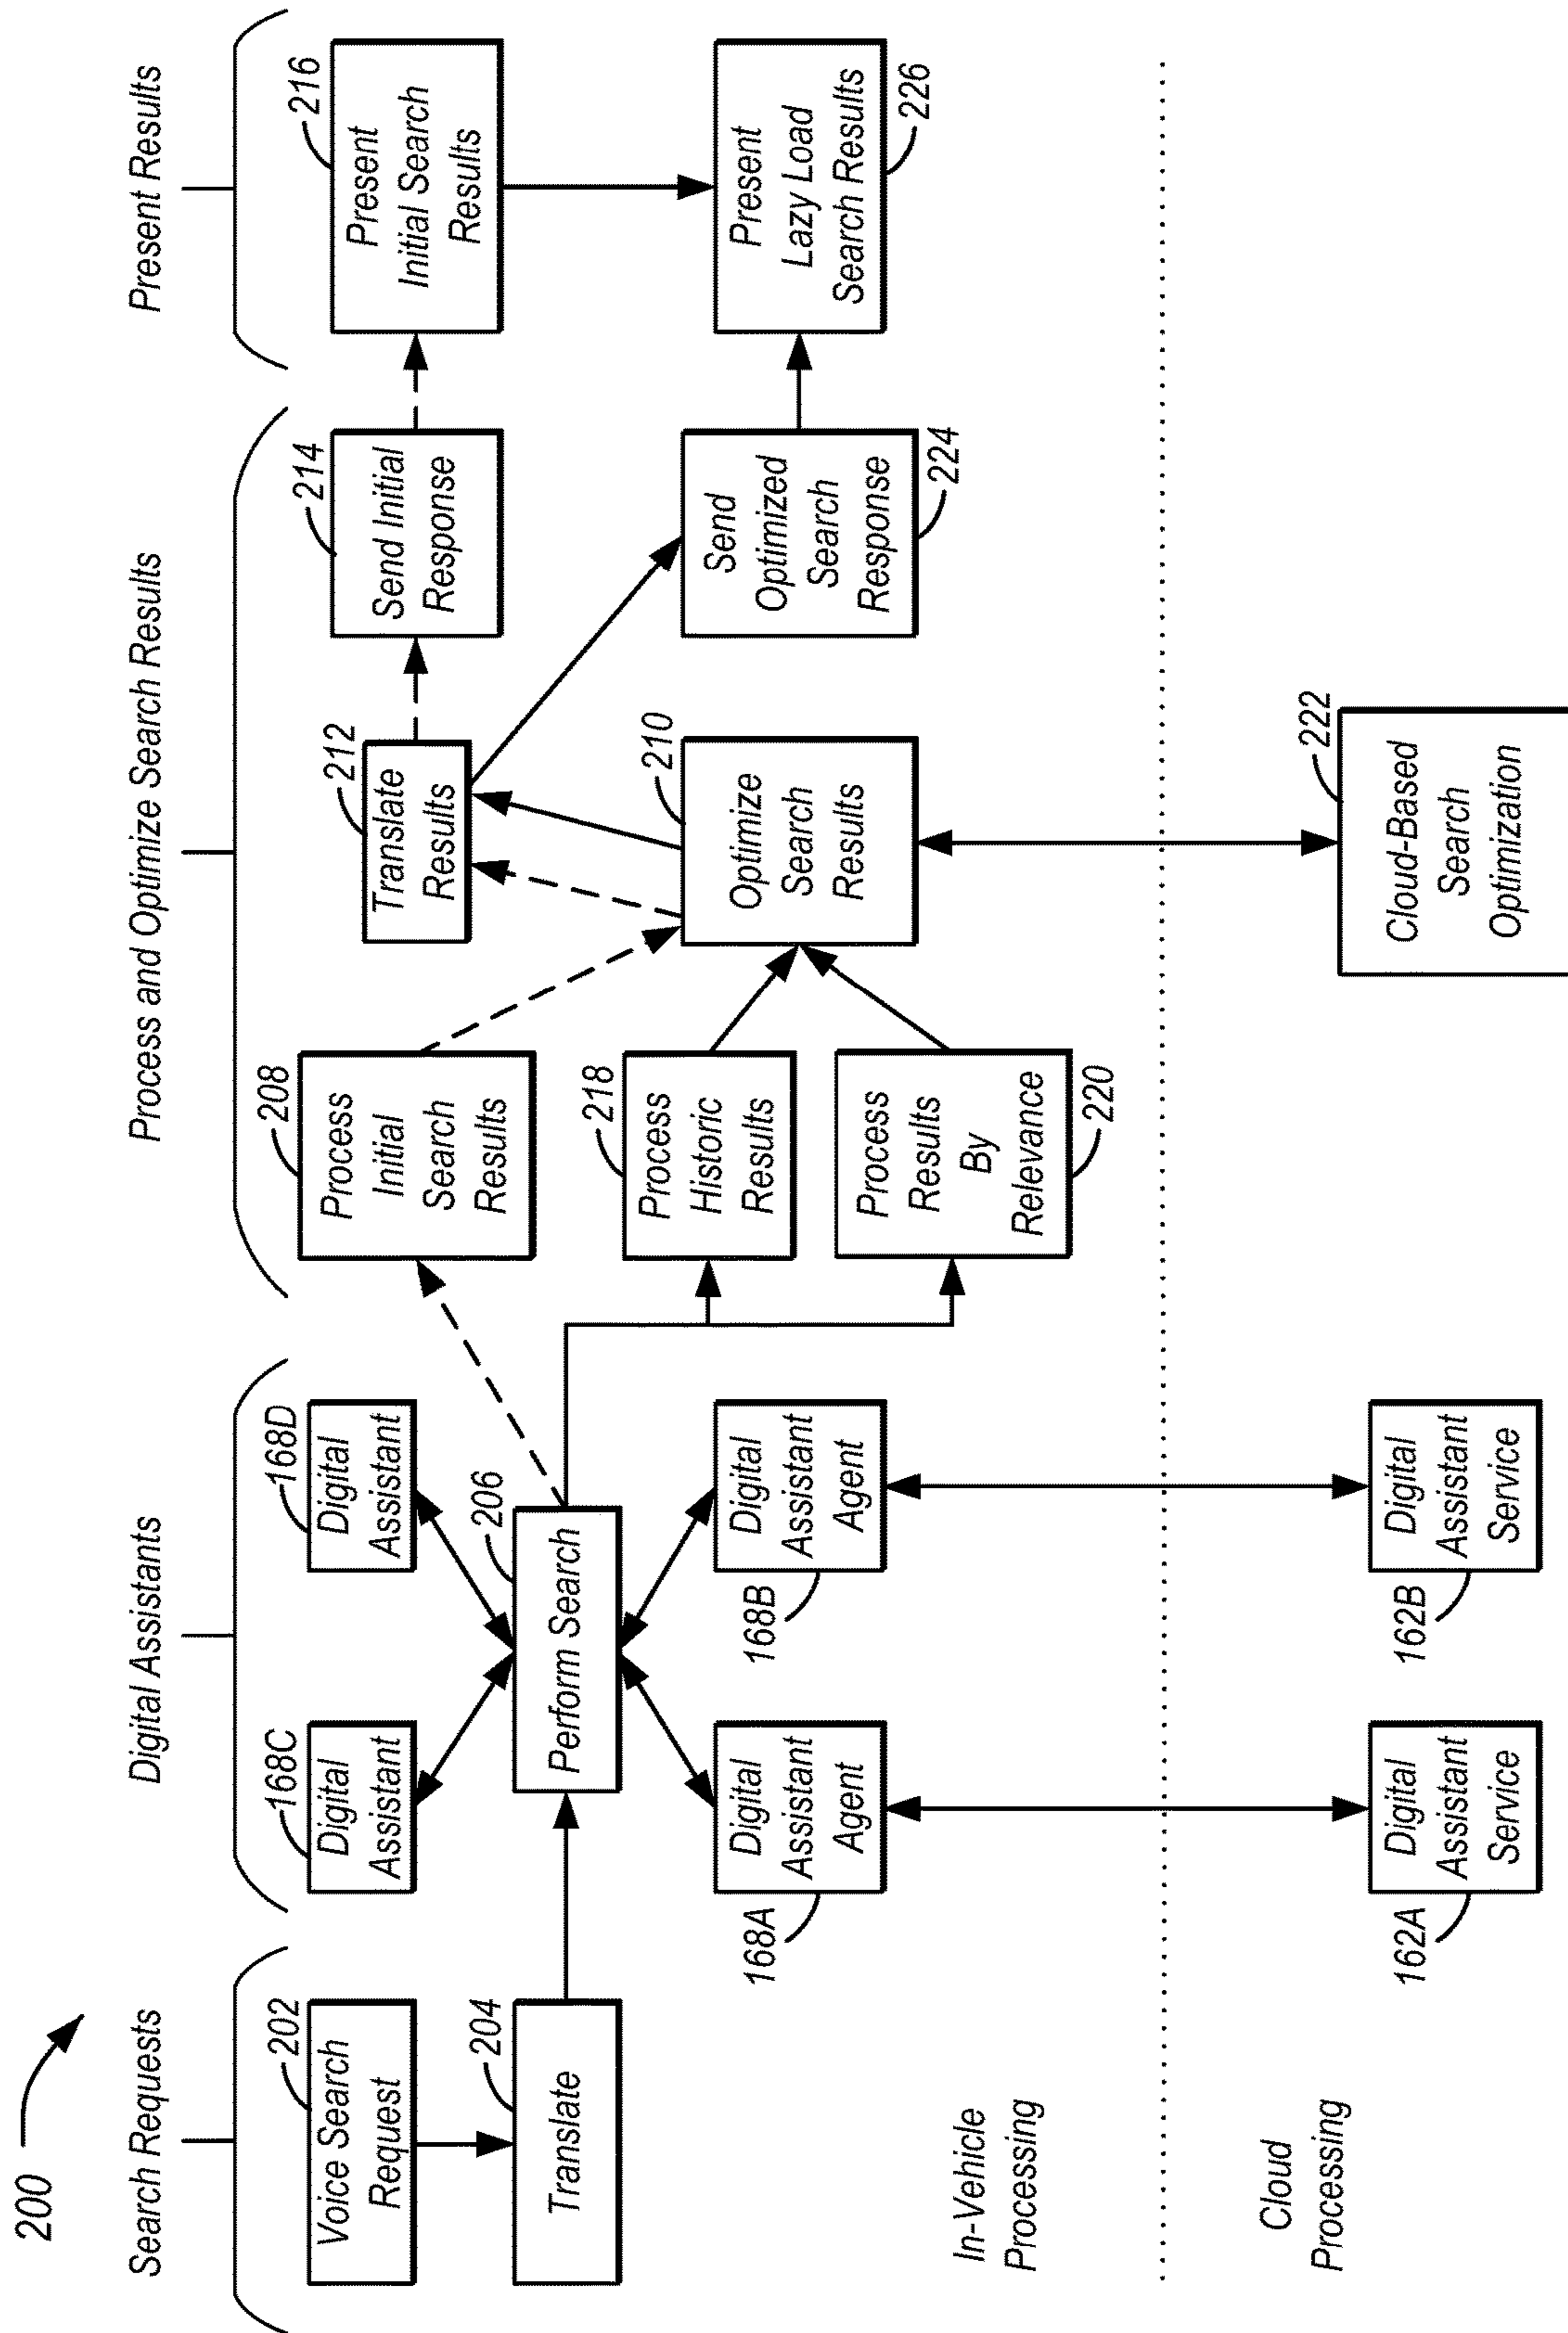 200
Search Requests
Digital Assistants
Process and Optimize Search Results
Present Results
202
Voice Search
Request
204
Translate
168C
Digital
Assistant
168D
Digital
Assistant
206
Perform Search
Digital
Assistant
Agent
168A
Digital
Assistant
Agent
168B
208
Process
Initial
Search
Results
218
Process
Historic
Results
Process
Results
By
Relevance
220
212
Translate
Results
210
Optimize
Search
Results
214
Send Initial
Response
Send
Optimized
Search
Response
224
216
Present
Initial Search
Results
Present
Lazy Load
Search Results
226
In-Vehicle
Processing
Cloud
Processing
Digital
Assistant
Service
162A
Digital
Assistant
Service
162B
222
Cloud-Based
Search
Optimization